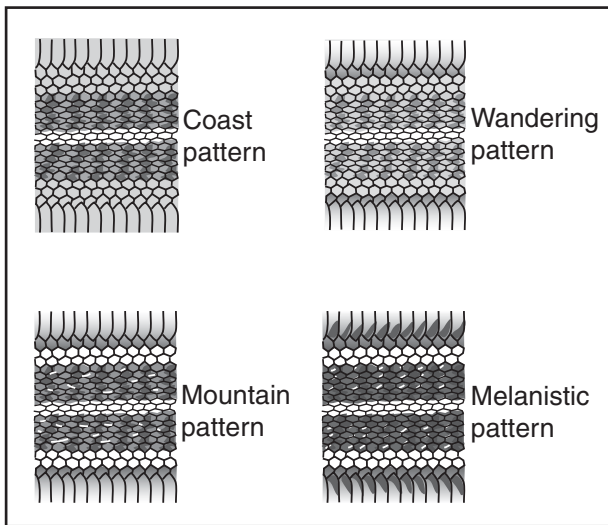 Coast
pattern
Wandering
pattern
Mountain
pattern
Melanistic
pattern